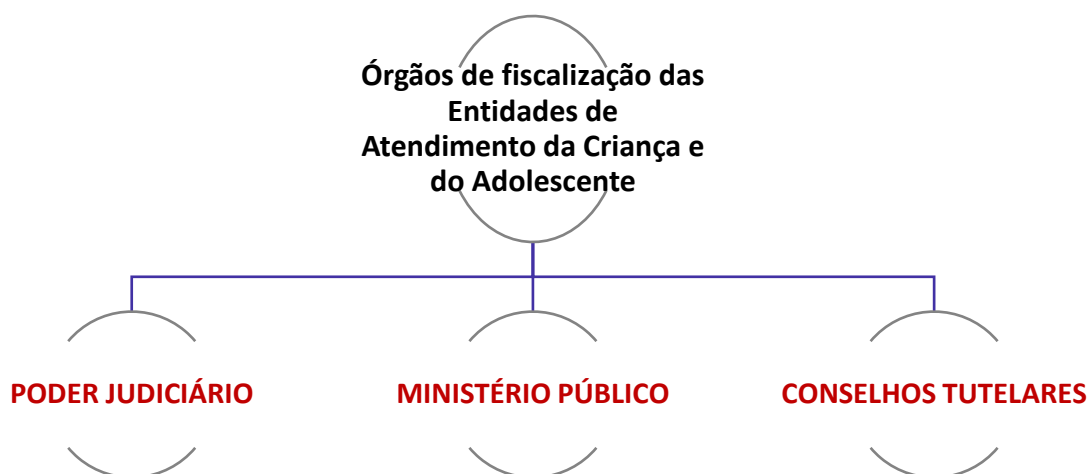 Órgãos de fiscalização das
Entidades de
Atendimento da Criança e
do Adolescente
PODER JUDICIÁRIO
MINISTÉRIO PÚBLICO
CONSELHOS TUTELARES